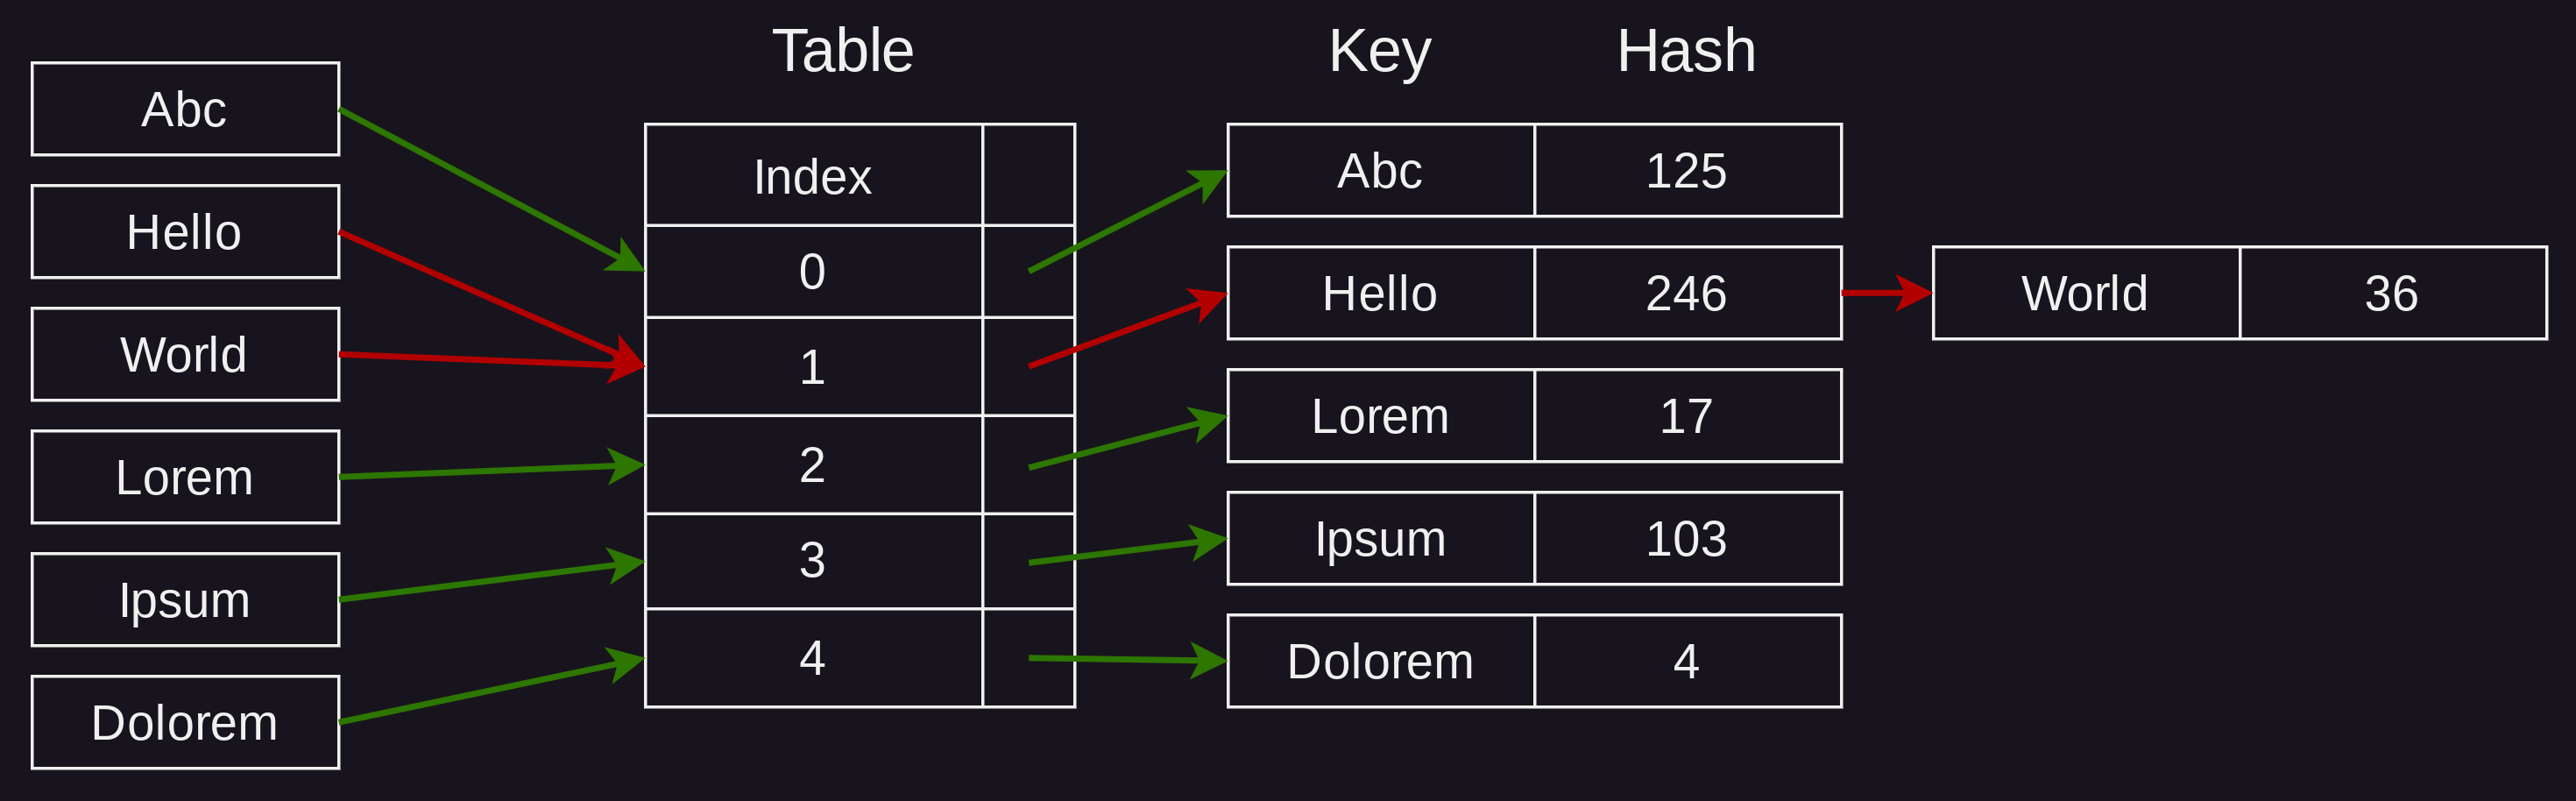 Abc
Hello
World
Lorem
Ipsum
Dolorem
Table
Index
0
1
2
3
4
Key Hash
Abc 125
Hello 246
World 36
Lorem 17
Ipsum 103
Dolorem 4